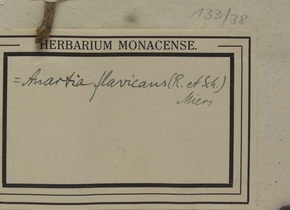 133/38
HERBARIUM MONACENSE.
= Anartia flavicans (R. et Sch.)
Miers